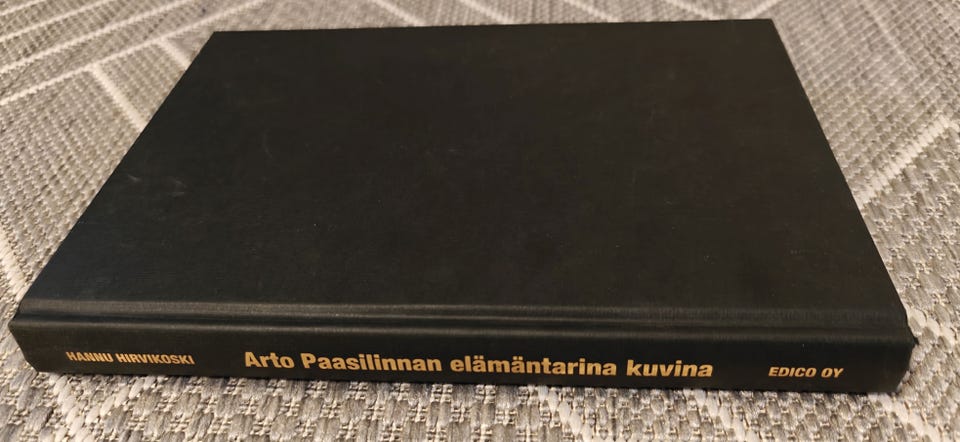 HANNU HIRVIKOSKI Arto Paasilinnan elämäntarina kuvina EDICO OY